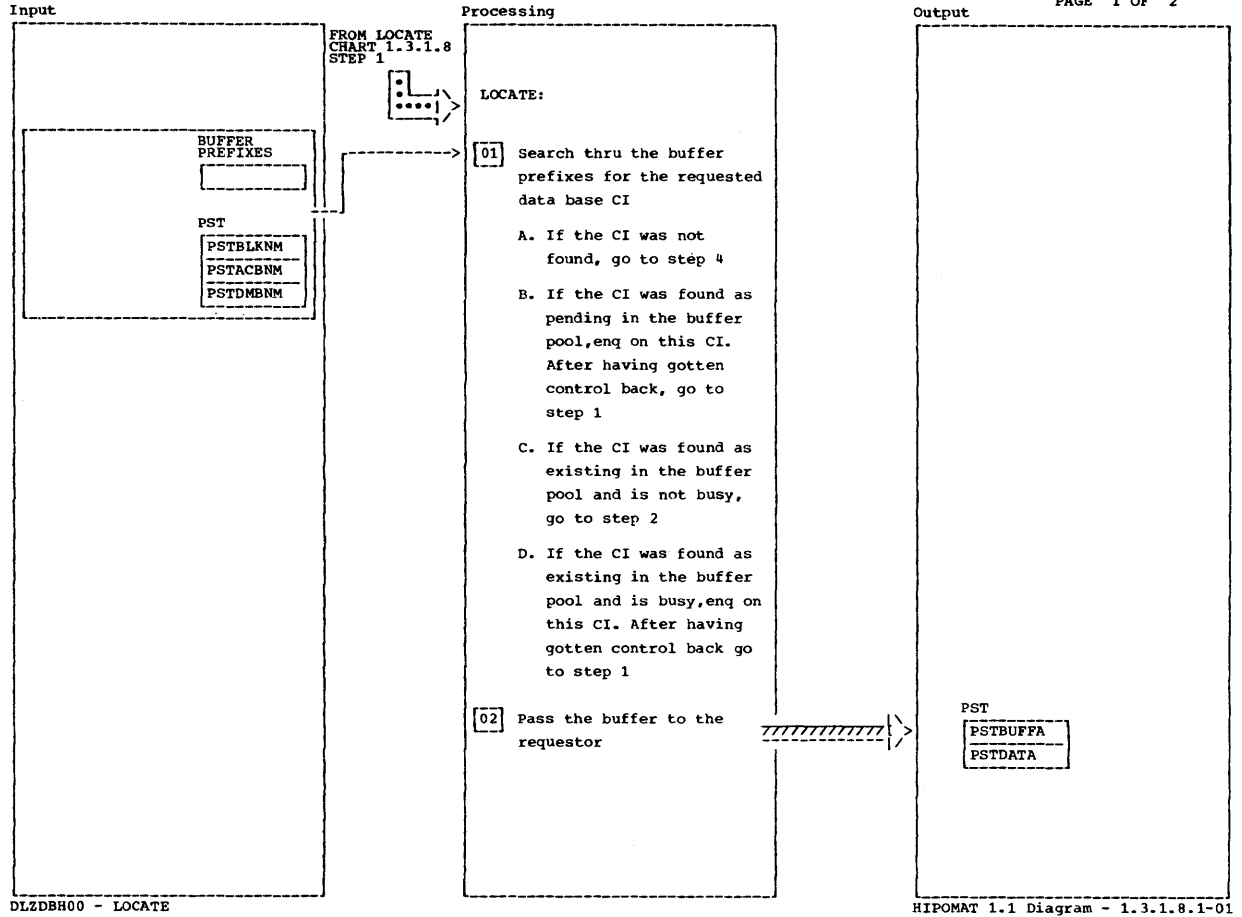 PAGE 1 OF 2
Input
Processing
Output
FROM LOCATE
CHART 1.3.1.8
STEP 1
LOCATE:
BUFFER
PREFIXES
PST
PSTBLKNM
PSTACBNM
PSTDMBNM
01 Search thru the buffer
prefixes for the requested
data base CI
A. If the CI was not
found, go to step 4
B. If the CI was found as
pending in the buffer
pool,enq on this CI.
After having gotten
control back, go to
step 1
C. If the CI was found as
existing in the buffer
pool and is not busy,
go to step 2
D. If the CI was found as
existing in the buffer
pool and is busy,enq on
this CI. After having
gotten control back go
to step 1
02 Pass the buffer to the
requestor
PST
PSTBUFFA
PSTDATA
DLZDBH00 - LOCATE
HIPOMAT 1.1 Diagram - 1.3.1.8.1-01